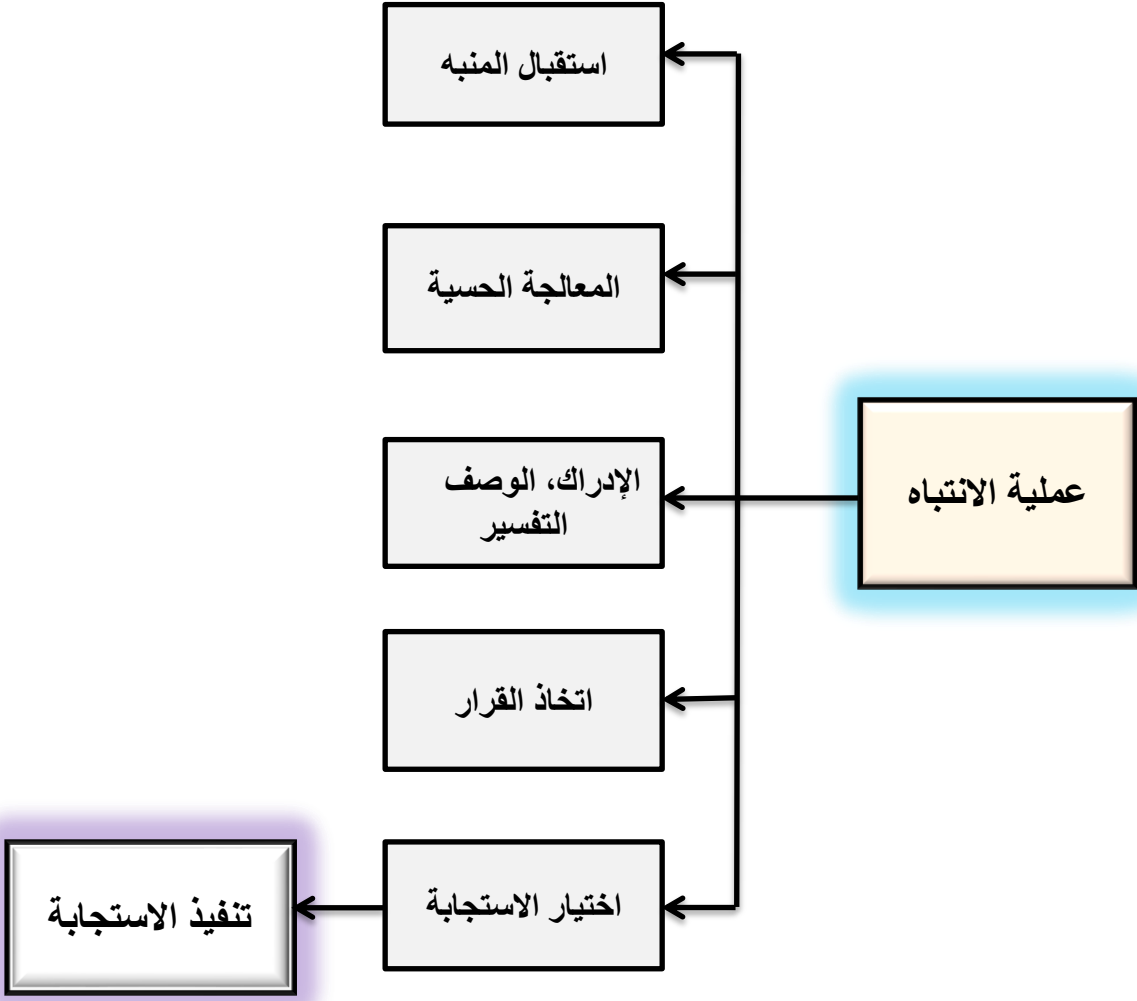 استقبال المنبه
المعالجة الحسية
عملية الانتباه
الإدراك، الوصف
التفسير
اتخاذ القرار
اختيار الاستجابة
تنفيذ الاستجابة